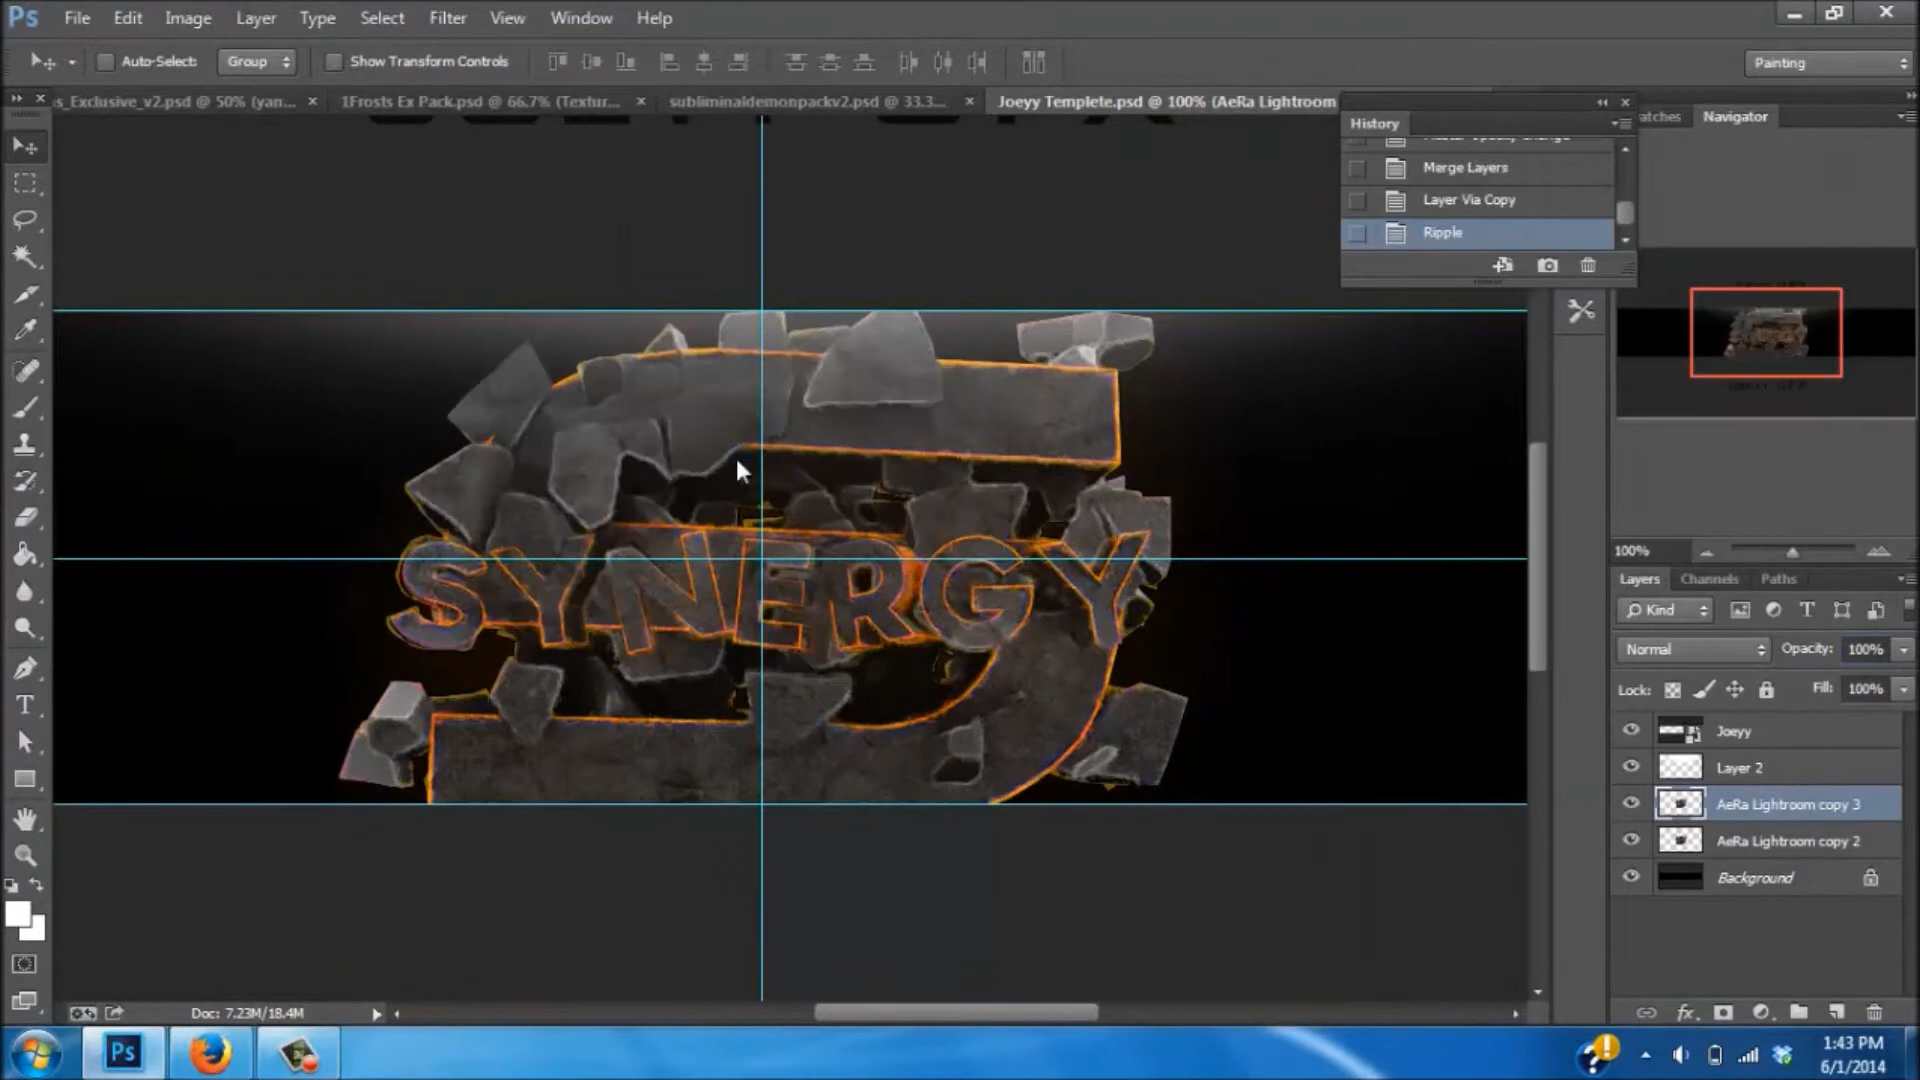 Ps File Edit Image Layer Type Select Filter View Window Help
Auto-Select: Group Show Transform Controls Painting
s_Exclusive_v2.psd @ 50% (yan... 1Frosts Ex Pack.psd @ 66.7% (Textur... subliminaldemonpackv2.psd @ 33.3... Joeyy Templete.psd @ 100% (AeRa Lightroom
atches Navigator
History
Merge Layers
Layer Via Copy
Ripple
SYNERGY
100%
Layers Channels Paths
Kind
Normal Opacity: 100%
Lock: Fill: 100%
Joeyy
Layer 2
AeRa Lightroom copy 3
AeRa Lightroom copy 2
Background
T
fx
Doc: 7.23M/18.4M
Ps
1:43 PM
6/1/2014